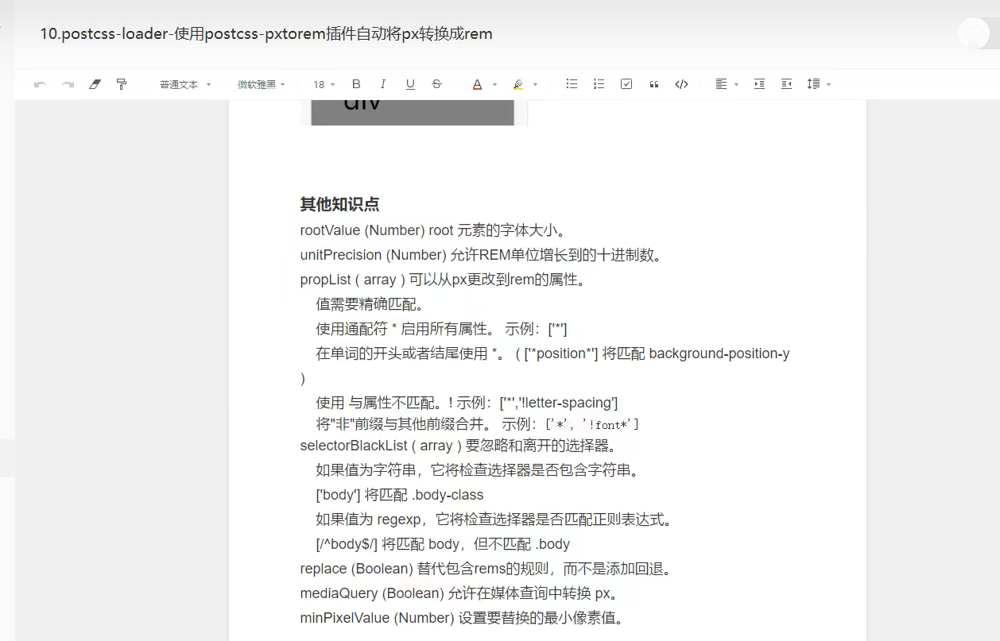 10.postcss-loader-使用postcss-pxtorem插件自动将px转换成rem
普通文本 微软雅黑 18 B I U S A
div
其他知识点
rootValue (Number) root 元素的字体大小。
unitPrecision (Number) 允许REM单位增长到的十进制数。
propList ( array ) 可以从px更改到rem的属性。
值需要精确匹配。
使用通配符 * 启用所有属性。 示例：['*']
在单词的开头或者结尾使用 *。 ( ['*position*'] 将匹配 background-position-y
)
使用 与属性不匹配。! 示例：['*','!letter-spacing']
将"非"前缀与其他前缀合并。 示例：['*', '!font*']
selectorBlackList ( array ) 要忽略和离开的选择器。
如果值为字符串，它将检查选择器是否包含字符串。
['body'] 将匹配 .body-class
如果值为 regexp，它将检查选择器是否匹配正则表达式。
[/^body$/] 将匹配 body，但不匹配 .body
replace (Boolean) 替代包含rems的规则，而不是添加回退。
mediaQuery (Boolean) 允许在媒体查询中转换 px。
minPixelValue (Number) 设置要替换的最小像素值。